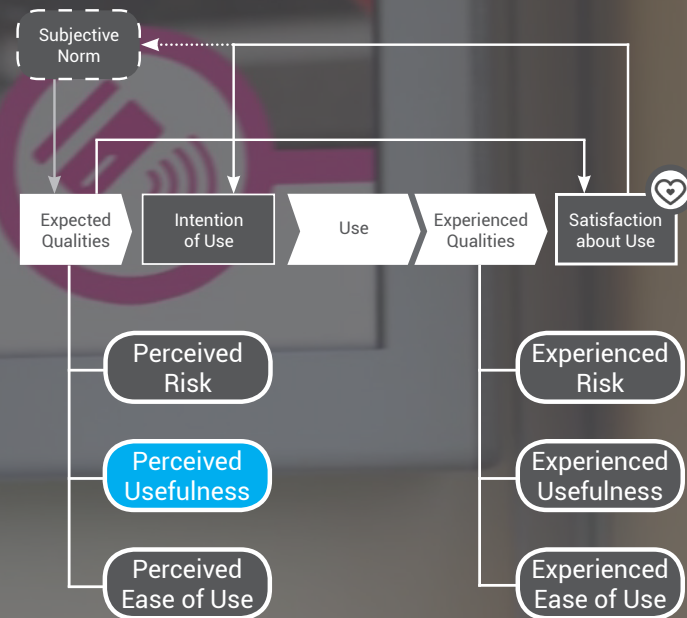 Subjective
Norm
Expected
Qualities
Intention
of Use
Use
Experienced
Qualities
Satisfaction
about Use
Perceived
Risk
Experienced
Risk
Perceived
Usefulness
Experienced
Usefulness
Perceived
Ease of Use
Experienced
Ease of Use